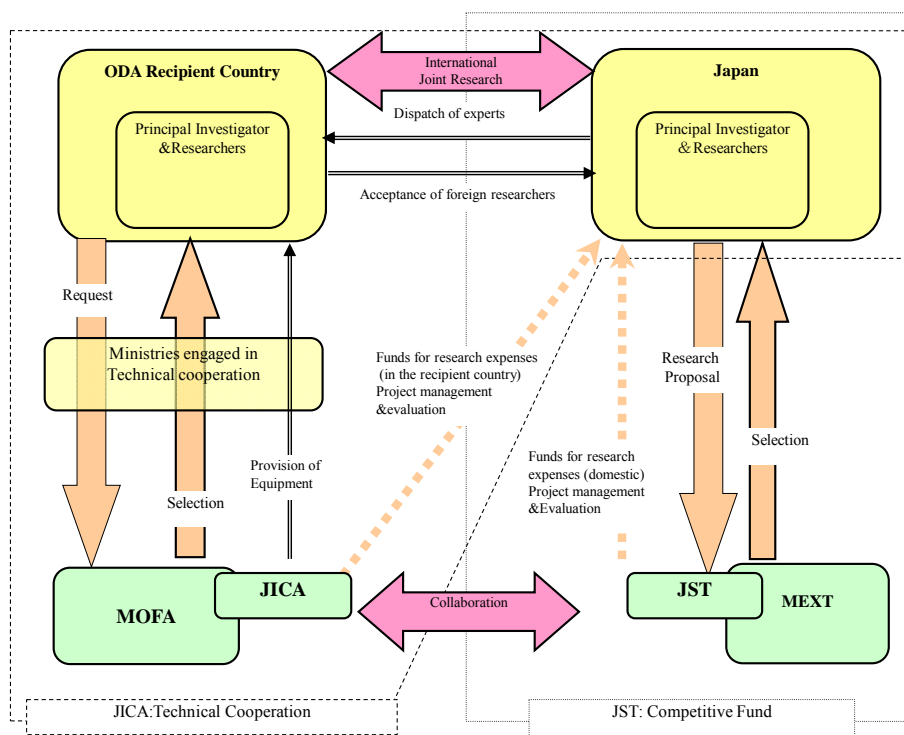 ODA Recipient Country
International
Joint Research
Japan
Principal Investigator
&Researchers
Dispatch of experts
Principal Investigator
& Researchers
Acceptance of foreign researchers
Request
Selection
Ministries engaged in
Technical cooperation
Provision of
Equipment
Funds for research expenses
(in the recipient country)
Project management
&evaluation
Research
Proposal
Selection
Funds for research
expenses (domestic)
Project management
&Evaluation
MOFA
JICA
Collaboration
JST
MEXT
JICA:Technical Cooperation
JST: Competitive Fund